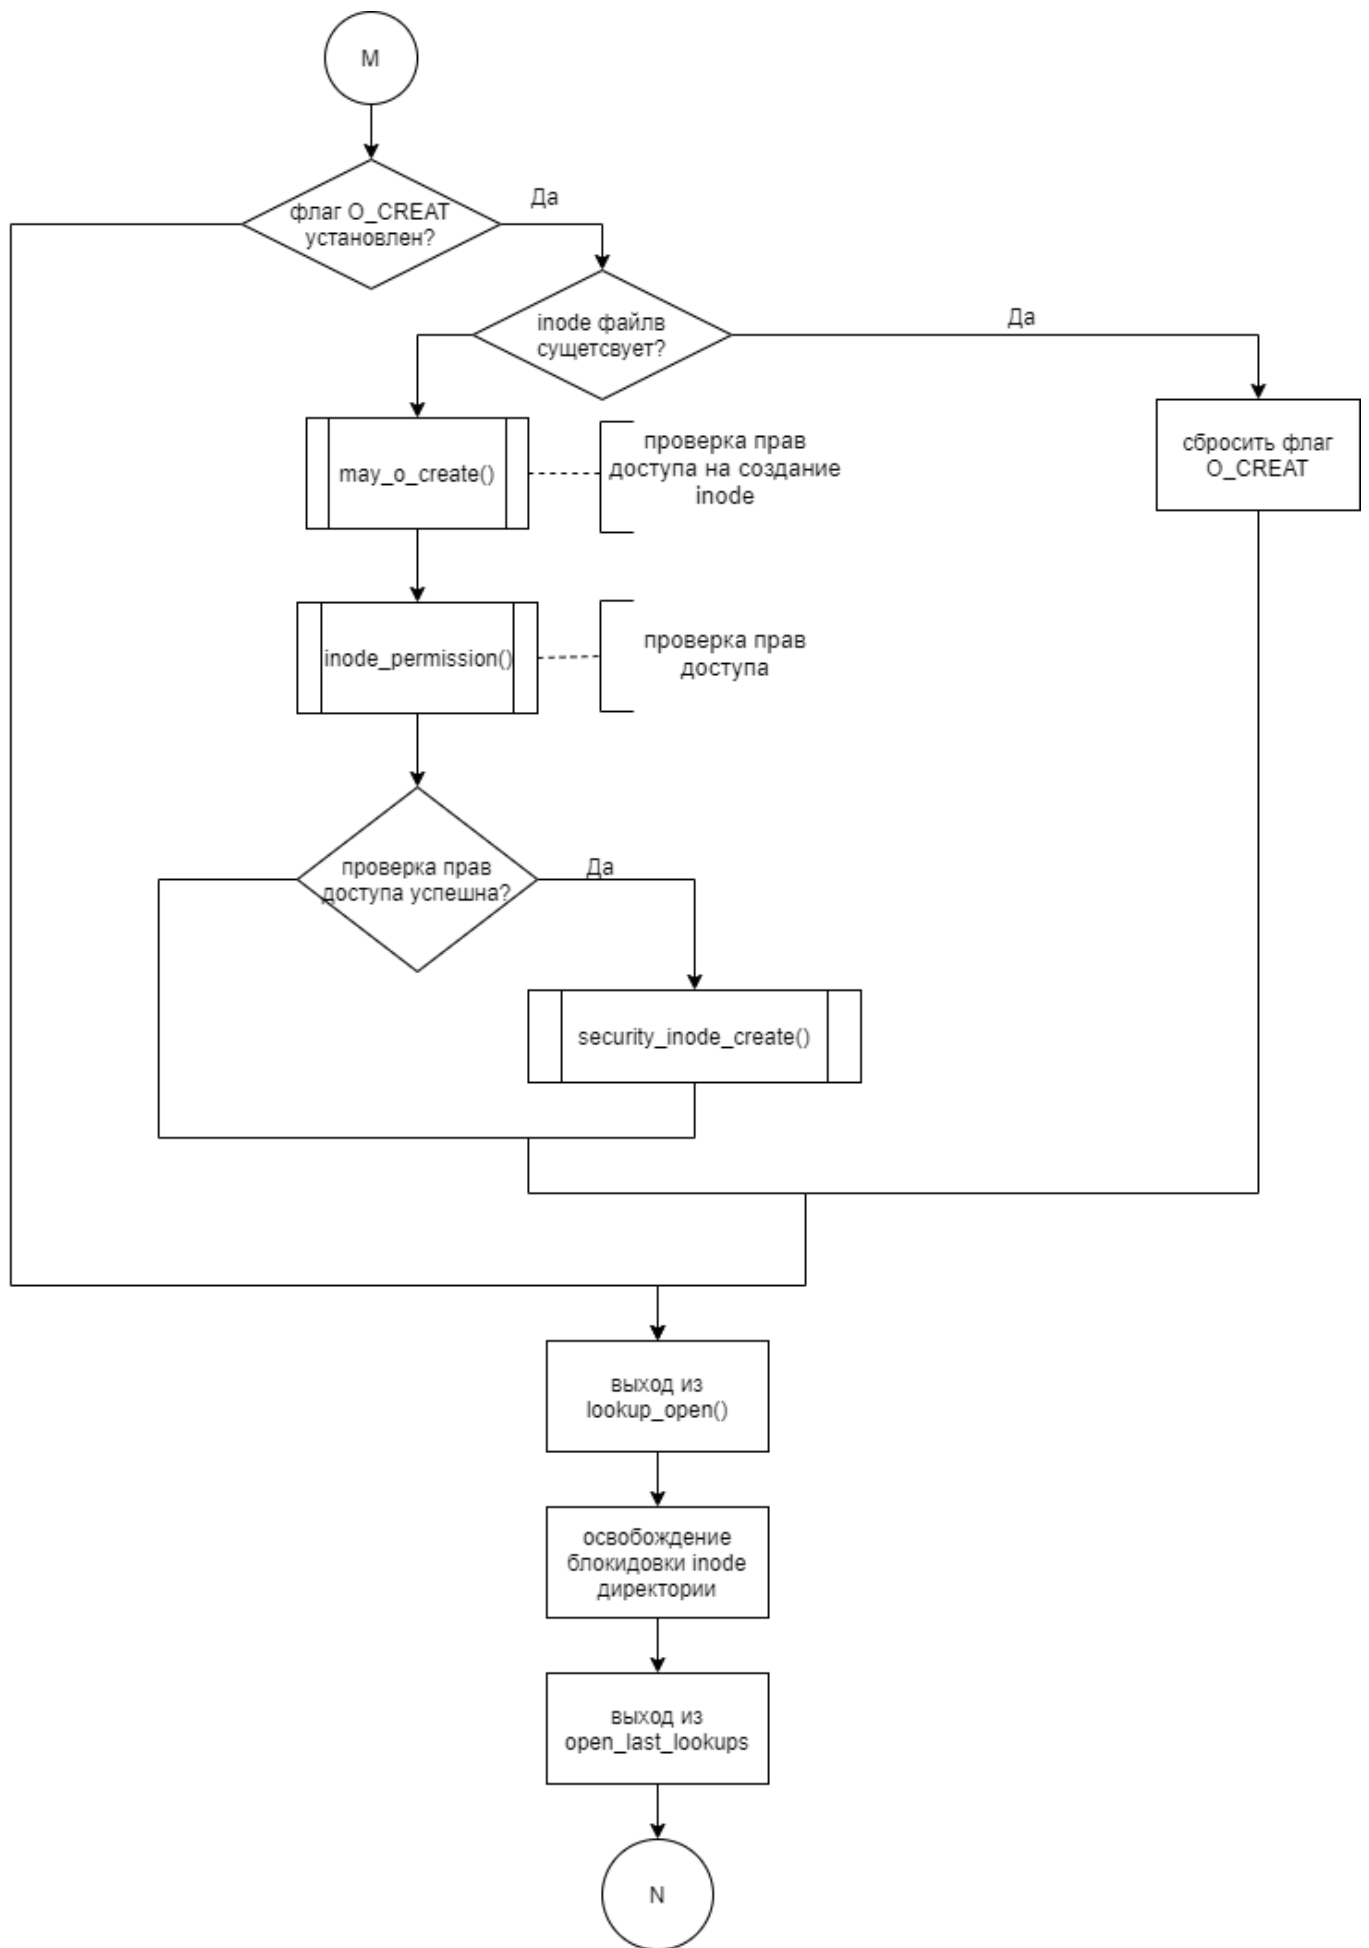 M
флаг O_CREAT
установлен?
Да
inode файлв
сущетсвует?
Да
may_o_create()
проверка прав
доступа на создание
inode
сбросить флаг
O_CREAT
inode_permission()
проверка прав
доступа
проверка прав
доступа успешна?
Да
security_inode_create()
выход из
lookup_open()
освобождение
блокидовки inode
директории
выход из
open_last_lookups
N